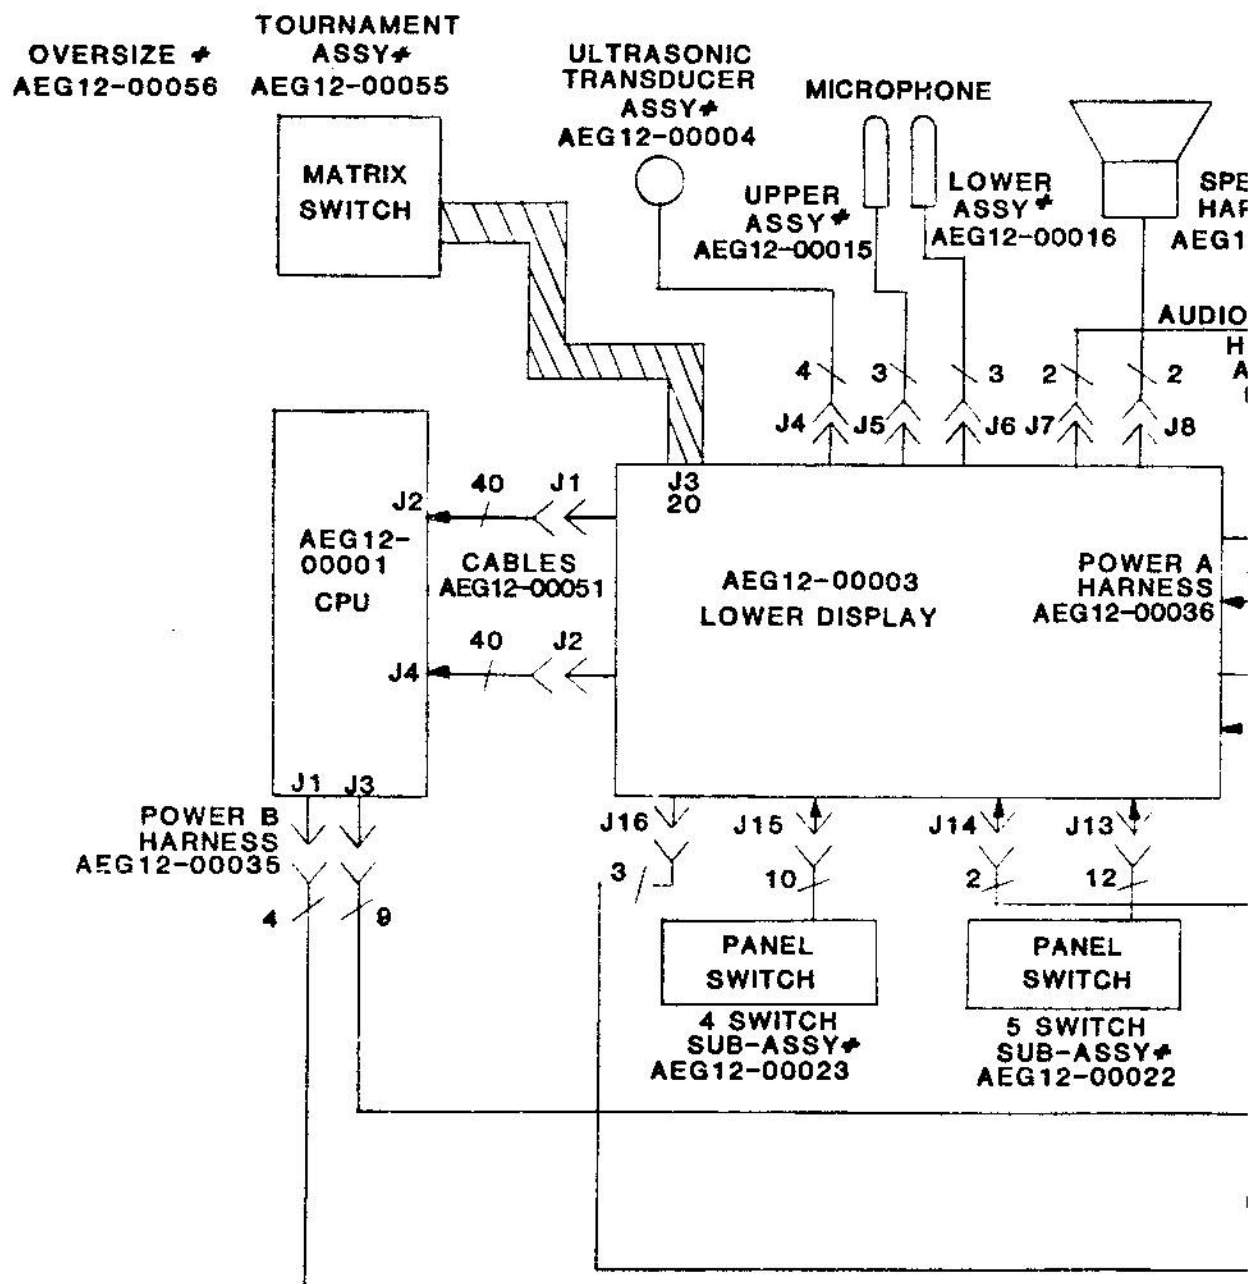 TOURNAMENT
OVERSIZE #
ASSY#
AEG12-00056
AEG12-00055
MATRIX
SWITCH
ULTRASONIC
TRANSDUCER
ASSY#
AEG12-00004
MICROPHONE
UPPER
ASSY#
AEG12-00015
LOWER
ASSY#
AEG12-00016
SPE
HAR
AEG1
AUDIO
H
A
4
3
3
2
2
J4
J5
J6
J7
J8
J3
20
J2
40
J1
AEG12-
00001
CPU
CABLES
AEG12-00051
AEG12-00003
LOWER DISPLAY
POWER A
HARNESS
AEG12-00036
J4
40
J2
J1
J3
POWER B
HARNESS
AEG12-00035
4
9
J16
J15
J14
J13
3
10
2
12
PANEL
SWITCH
4 SWITCH
SUB-ASSY#
AEG12-00023
PANEL
SWITCH
5 SWITCH
SUB-ASSY#
AEG12-00022